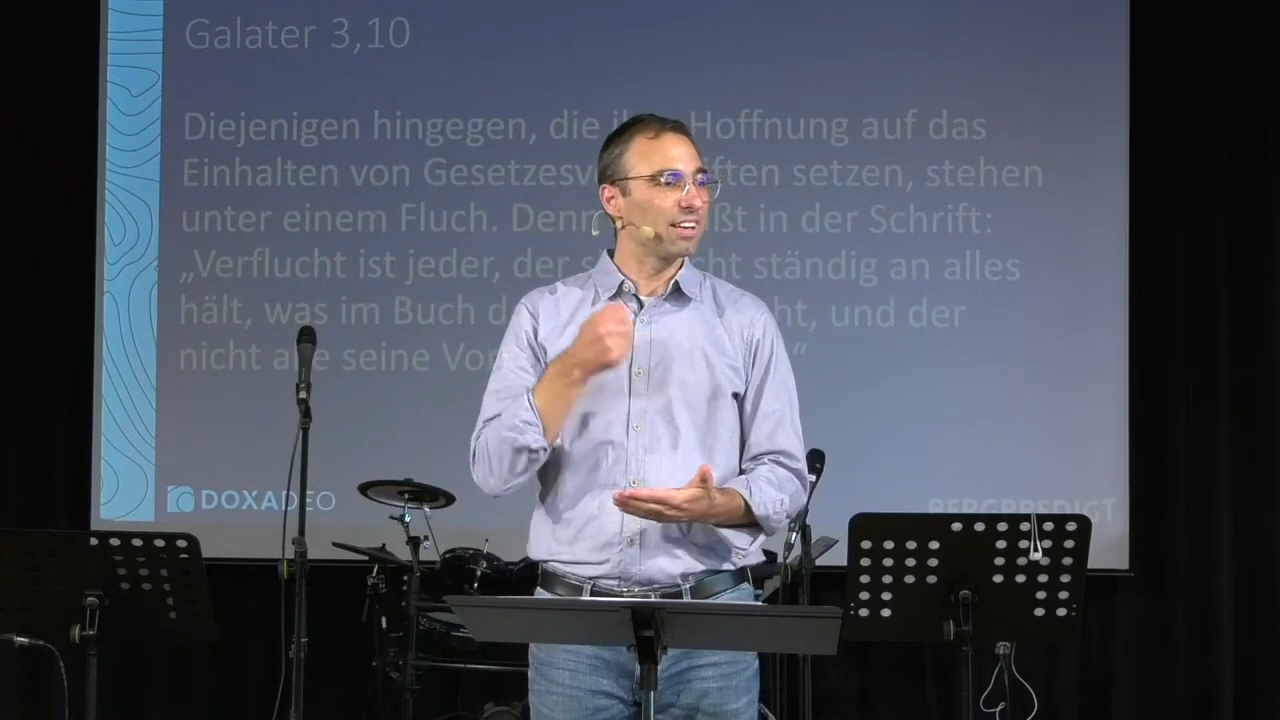 Galater 3,10
Diejenigen hingegen, die Hoffnung auf das
Einhalten von setzen, stehen
unter einem Fluch. Denn in der Schrift:
„Verflucht ist jeder, der ständig an alles
hält, was im Buch und der
nicht alle seine
DOXADEO
BERGPREDIGT